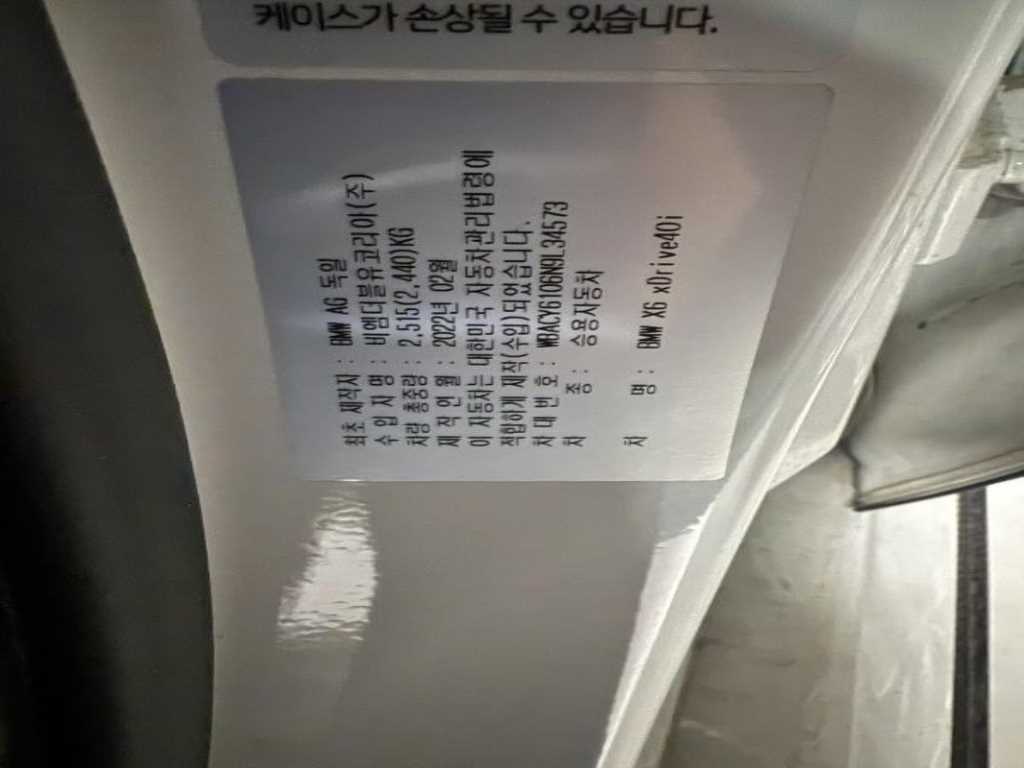 케이스가 손상될 수 있습니다.
최초 제작자 : BMW AG 독일
수 입 자 명 : 비엠더블유코리아(주)
차량 총중량 : 2,515(2,440)KG
제 작 연 월 : 2022년 02월
이 자동차는 대한민국 자동차관리법령에
적합하게 제작(수입)되었습니다.
차 대 번 호 : WBACY6106N9L34573
차 종 : 승용자동차
차 명 : BMW X6 xDrive40i